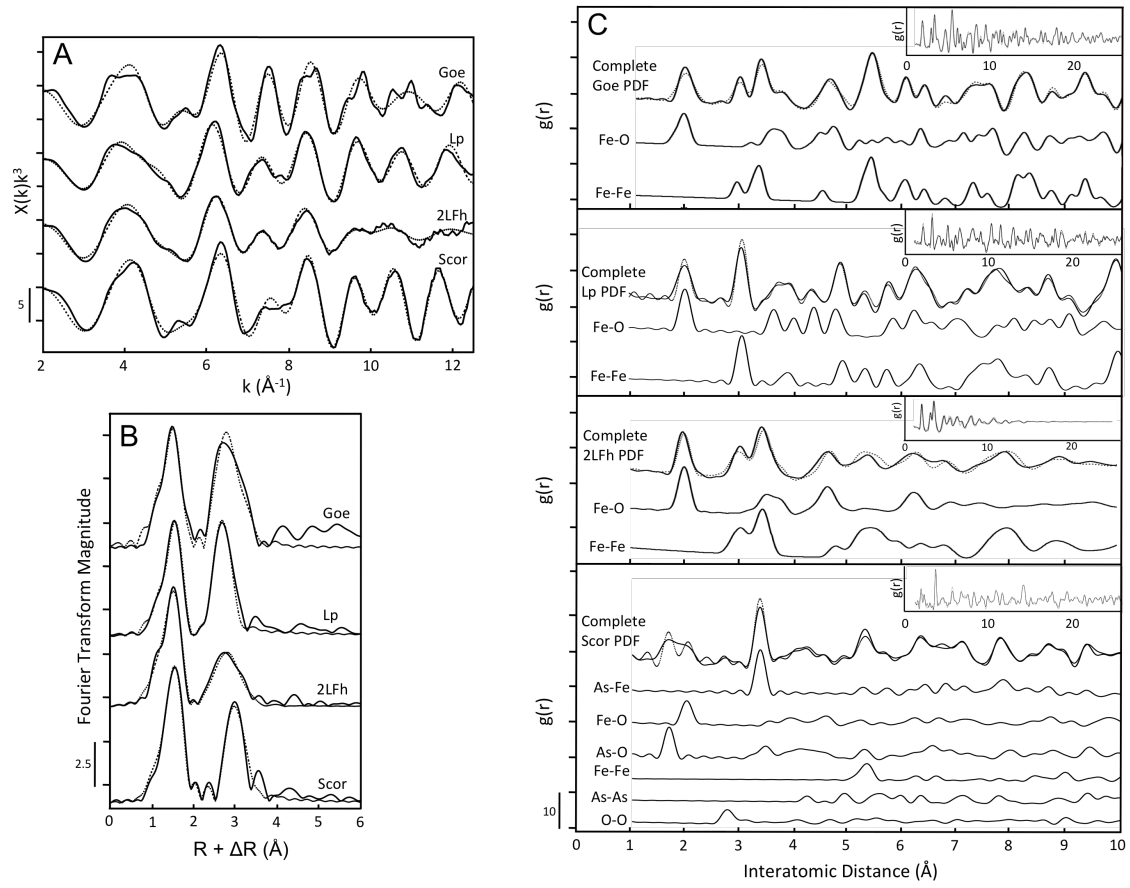 A
Goe
Lp
2LFh
Scor
X(k)k³
5
2
4
6
8
10
12
k (Å⁻¹)
B
Goe
Lp
2LFh
Scor
Fourier Transform Magnitude
2.5
0
1
2
3
4
5
6
R + ΔR (Å)
C
g(r)
0
10
20
Complete
Goe PDF
Fe-O
Fe-Fe
g(r)
g(r)
0
10
20
Complete
Lp PDF
Fe-O
Fe-Fe
g(r)
g(r)
0
10
20
Complete
2LFh PDF
Fe-O
Fe-Fe
g(r)
g(r)
0
10
20
Complete
Scor PDF
As-Fe
Fe-O
As-O
Fe-Fe
As-As
O-O
g(r)
10
0
1
2
3
4
5
6
7
8
9
10
Interatomic Distance (Å)